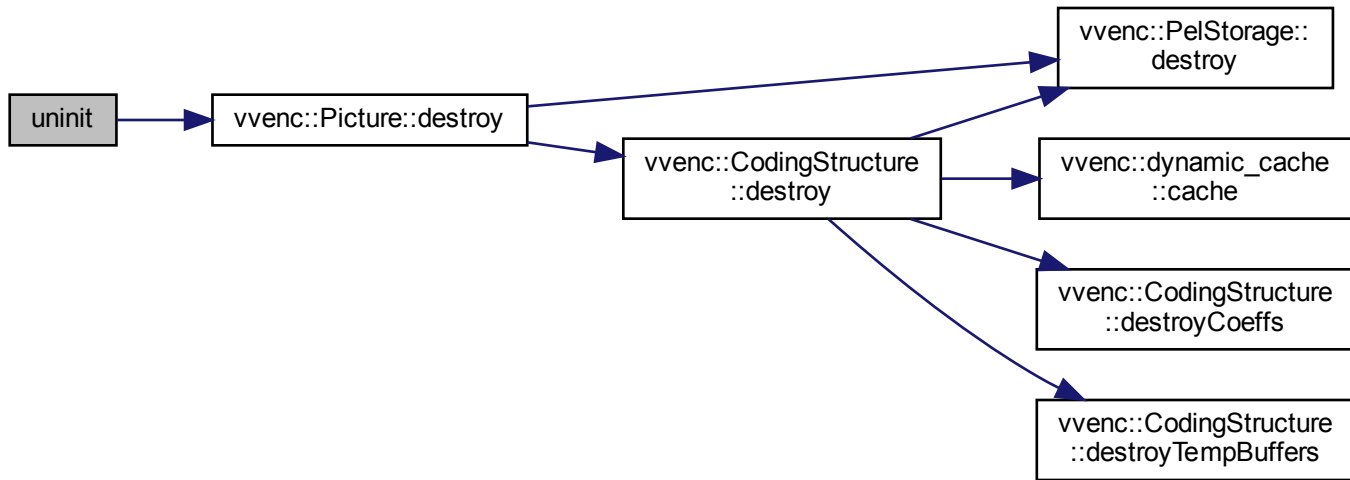 uninit
vvenc::Picture::destroy
vvenc::CodingStructure
::destroy
vvenc::PelStorage::
destroy
vvenc::dynamic_cache
::cache
vvenc::CodingStructure
::destroyCoeffs
vvenc::CodingStructure
::destroyTempBuffers